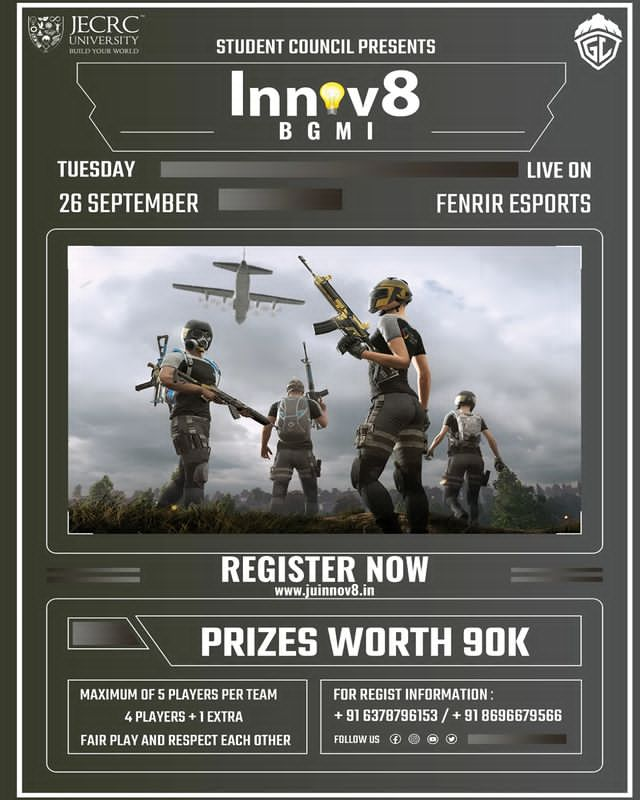 JECRC
UNIVERSITY
BUILD YOUR WORLD
GL
STUDENT COUNCIL PRESENTS
Innov8
BGMI
TUESDAY
LIVE ON
26 SEPTEMBER
FENRIR ESPORTS
REGISTER NOW
www.juinnov8.in
PRIZES WORTH 90K
MAXIMUM OF 5 PLAYERS PER TEAM
4 PLAYERS + 1 EXTRA
FAIR PLAY AND RESPECT EACH OTHER
FOR REGIST INFORMATION :
+ 91 6378796153 / + 91 8696679566
FOLLOW US